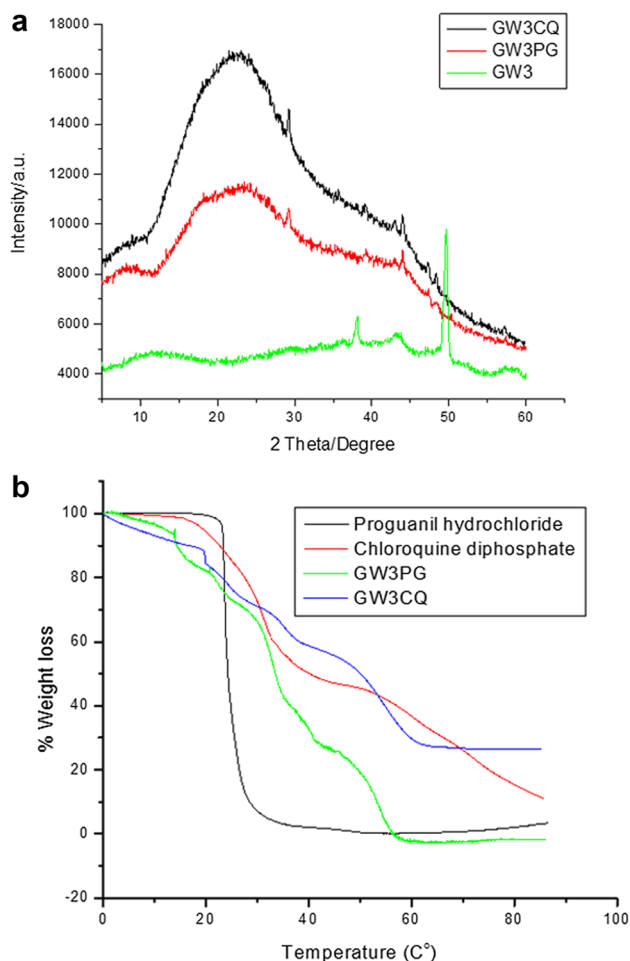 a
18000
16000
14000
12000
10000
8000
6000
4000
Intensity/a.u.
GW3CQ
GW3PG
GW3
10 20 30 40 50 60
2 Theta/Degree
b
100
80
60
40
20
0
-20
% Weight loss
Proguanil hydrochloride
Chloroquine diphosphate
GW3PG
GW3CQ
0 20 40 60 80 100
Temperature (C°)